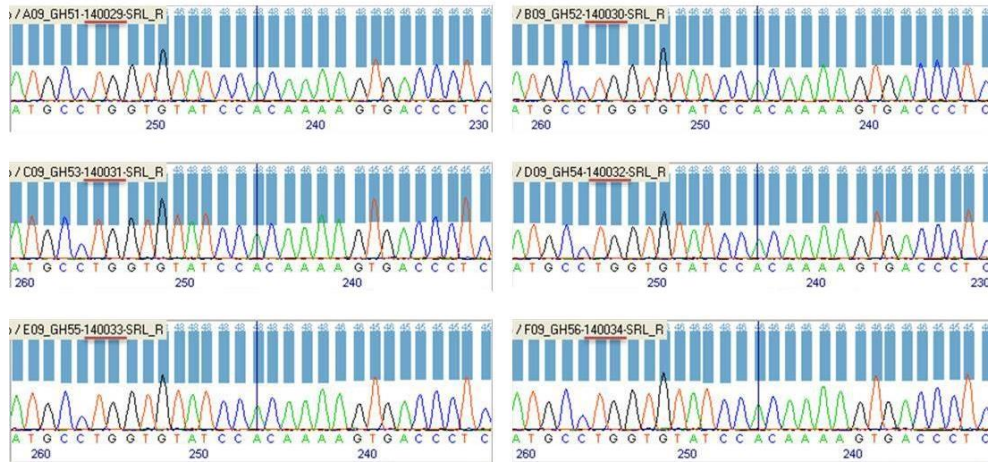 / A09_GH51-140029-SRL_R
A T G C C T G G T G T A T C C A C A A A A G T G A C C C T C
250 240 230
/ B09_GH52-140030-SRL_R
A T G C C T G G T G T A T C C A C A A A A G T G A C C C T C
260 250 240
/ C09_GH53-140031-SRL_R
A T G C C T G G T G T A T C C A C A A A A G T G A C C C T C
260 250 240
/ D09_GH54-140032-SRL_R
A T G C C T G G T G T A T C C A C A A A A G T G A C C C T C
250 240 230
/ E09_GH55-140033-SRL_R
A T G C C T G G T G T A T C C A C A A A A G T G A C C C T C
260 250 240
/ F09_GH56-140034-SRL_R
A T G C C T G G T G T A T C C A C A A A A G T G A C C C T C
260 250 240